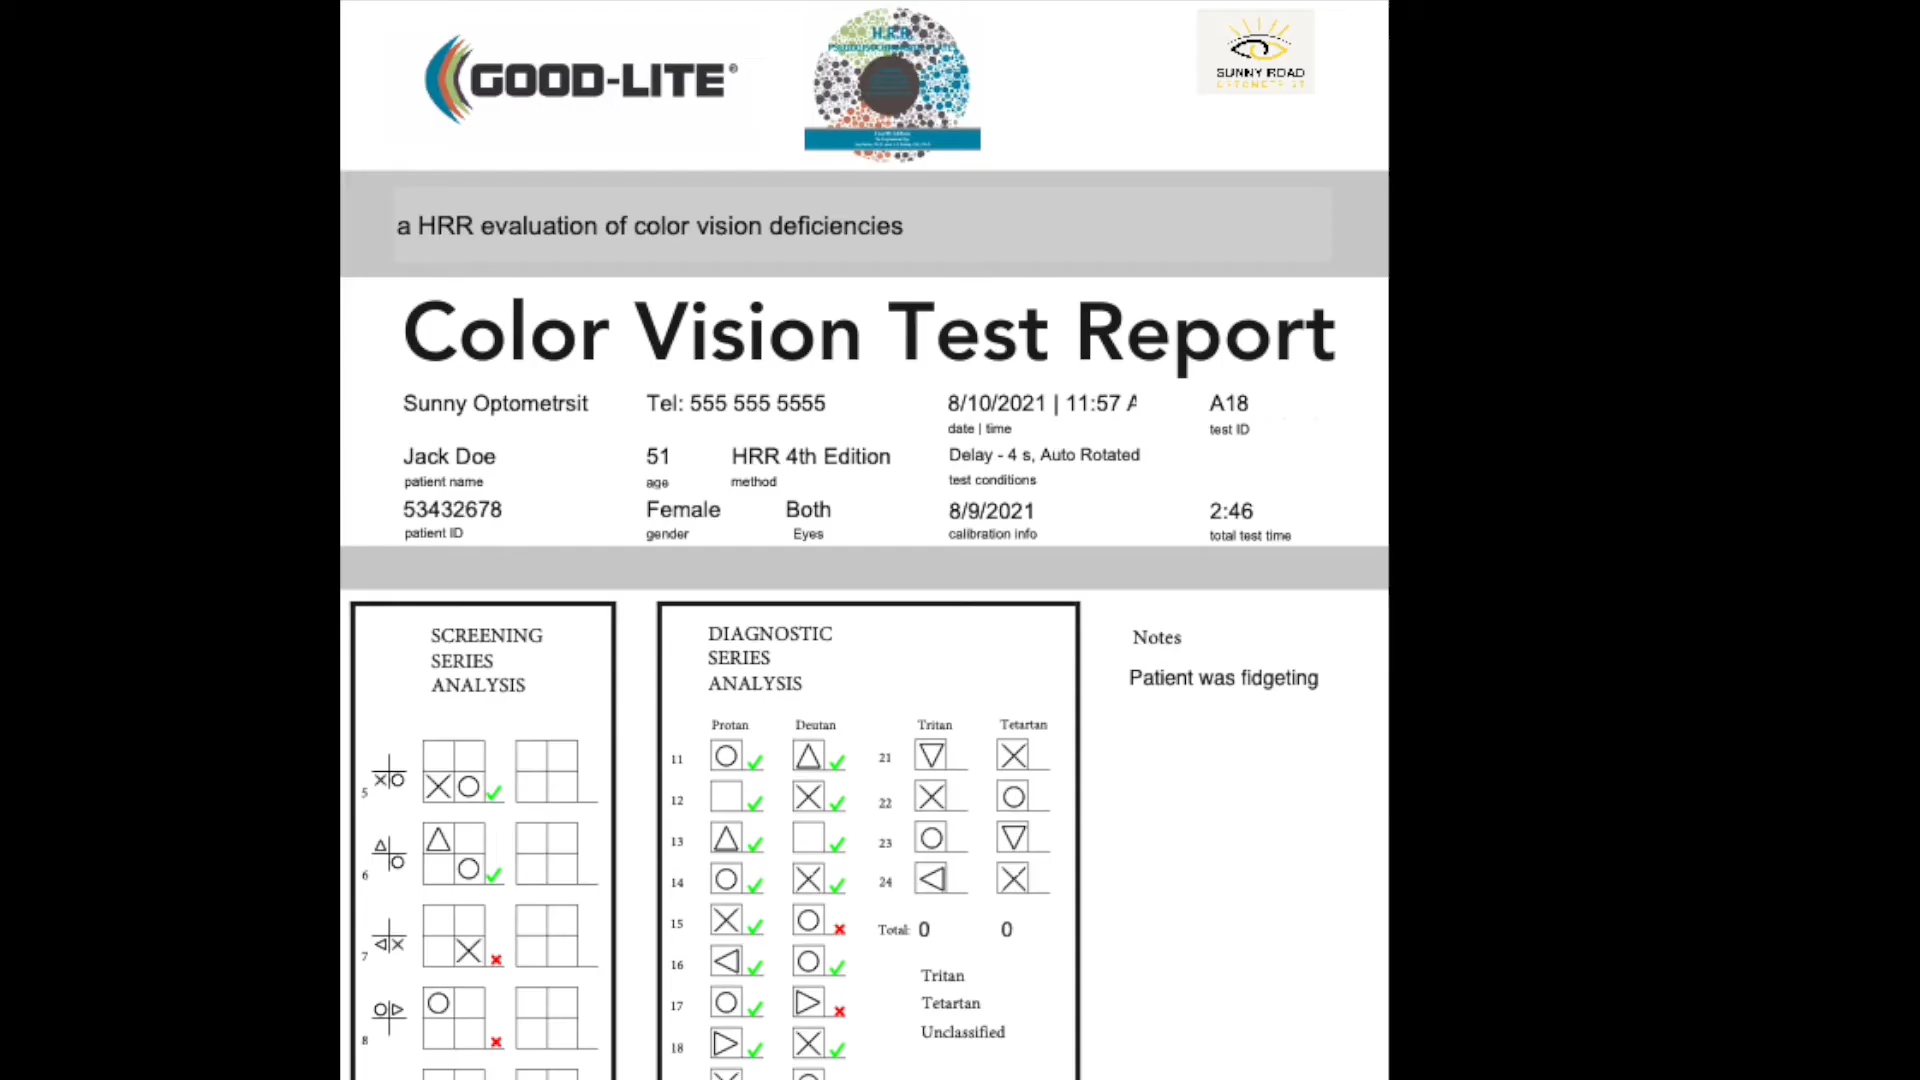 GOOD-LITE®
H.R.R.
SUNNY ROAD
OPTOMETRIST
a HRR evaluation of color vision deficiencies
Color Vision Test Report
Sunny Optometrsit Tel: 555 555 5555 8/10/2021 | 11:57 A A18
date | time test ID
Jack Doe 51 HRR 4th Edition Delay - 4 s, Auto Rotated
patient name age method test conditions
53432678 Female Both 8/9/2021 2:46
patient ID gender Eyes calibration info total test time
SCREENING
SERIES
ANALYSIS
5
6
7
8
DIAGNOSTIC
SERIES
ANALYSIS
Protan Deutan Tritan Tetartan
11 21
12 22
13 23
14 24
15 Total: 0 0
16
17
18
Tritan
Tetartan
Unclassified
Notes
Patient was fidgeting